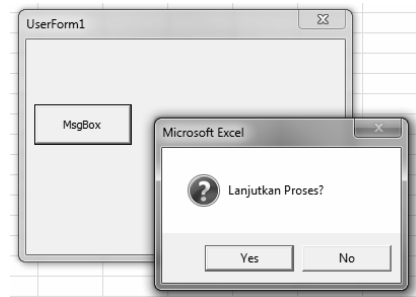 UserForm1
MsgBox
Microsoft Excel
Lanjutkan Proses?
Yes
No